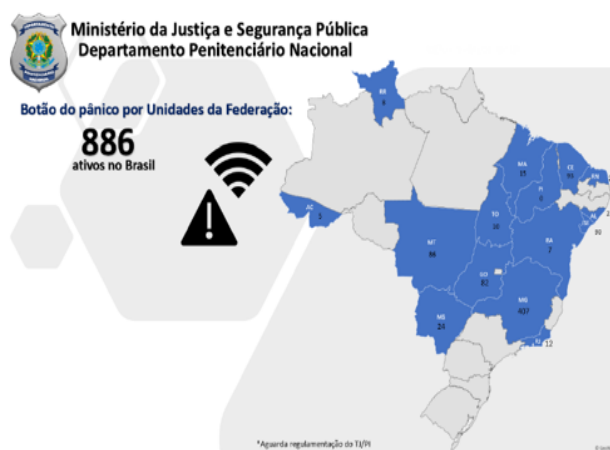 Ministério da Justiça e Segurança Pública
Departamento Penitenciário Nacional
Botão do pânico por Unidades da Federação:
886
ativos no Brasil
RR
8
MA
15
CE
PI
0
RN
AC
3
TO
AL
MT
86
BA
7
GO
82
MG
407
MS
24
RJ
12
*Aguarda regulamentação do TJ/PI